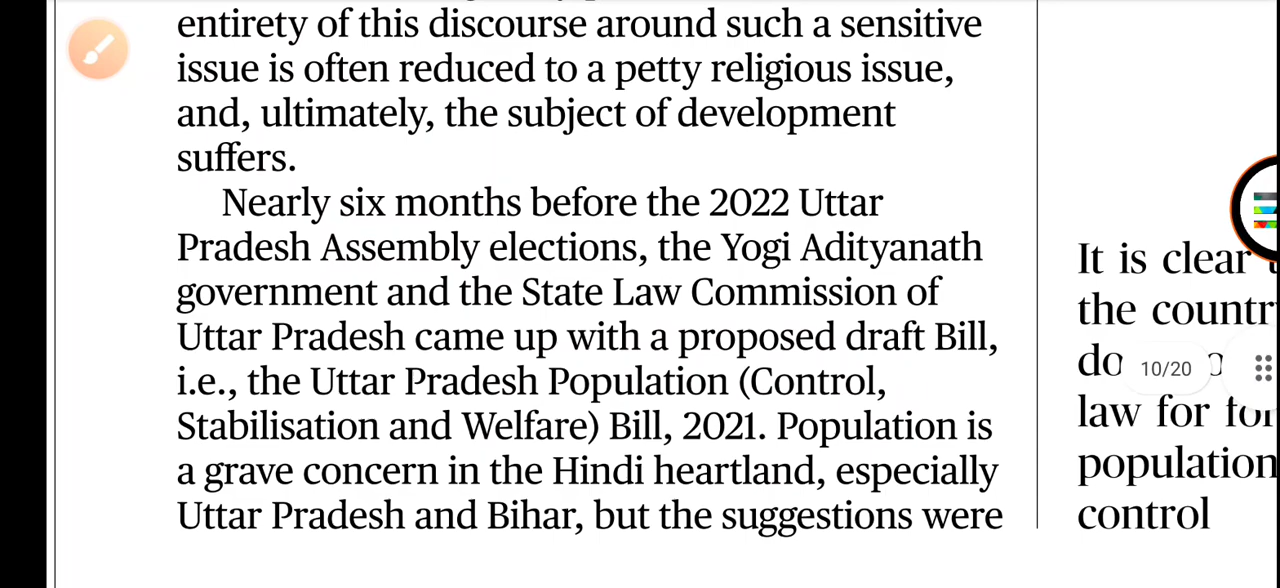 entirety of this discourse around such a sensitive
issue is often reduced to a petty religious issue,
and, ultimately, the subject of development
suffers.
Nearly six months before the 2022 Uttar
Pradesh Assembly elections, the Yogi Adityanath
government and the State Law Commission of
Uttar Pradesh came up with a proposed draft Bill,
i.e., the Uttar Pradesh Population (Control,
Stabilisation and Welfare) Bill, 2021. Population is
a grave concern in the Hindi heartland, especially
Uttar Pradesh and Bihar, but the suggestions were
It is clear
the countr
do
10/20
law for for
population
control